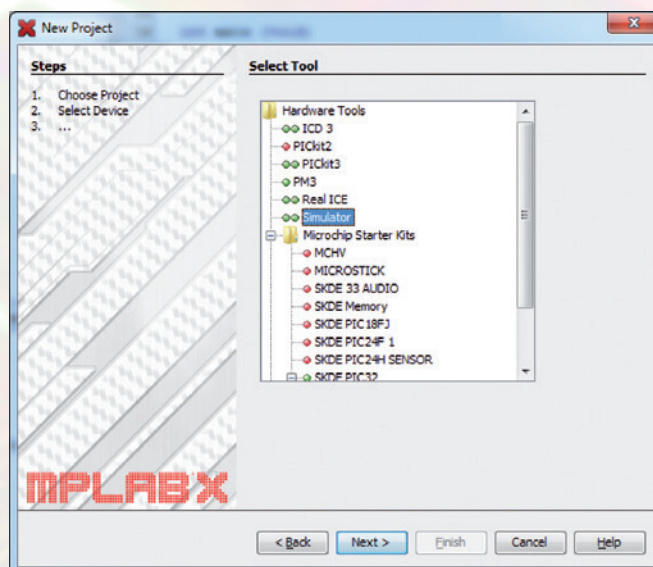 New Project
Steps
1. Choose Project
2. Select Device
3. ...
Select Tool
Hardware Tools
ICD 3
PICkit2
PICkit3
PM3
Real ICE
Simulator
Microchip Starter Kits
MCHV
MICROSTICK
SKDE 33 AUDIO
SKDE Memory
SKDE PIC18FJ
SKDE PIC24F 1
SKDE PIC24H SENSOR
SKDE PIC32
MPLAB X
< Back
Next >
Finish
Cancel
Help